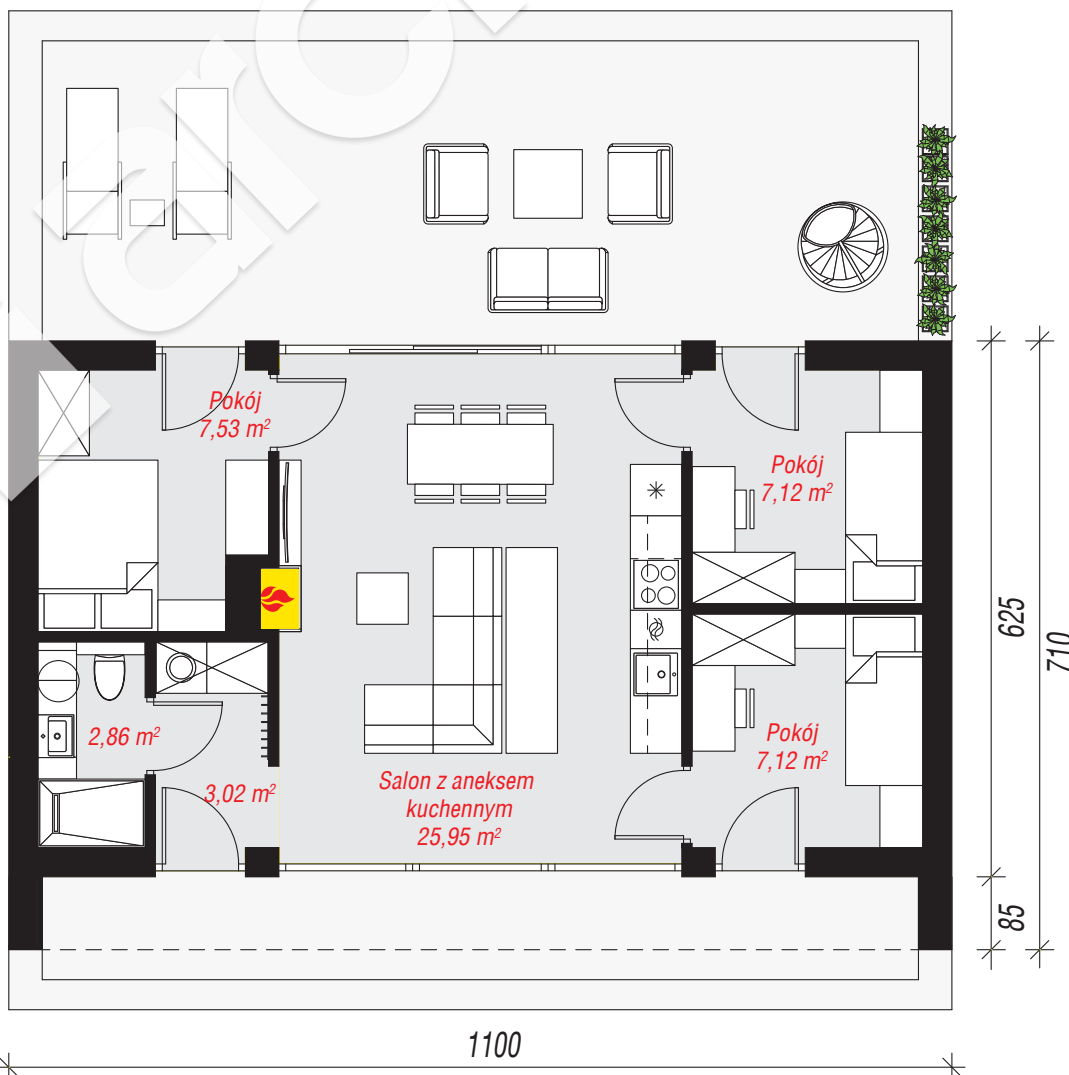 Pokój
7,53 m²
Pokój
7,12 m²
2,86 m²
3,02 m²
Salon z aneksem
kuchennym
25,95 m²
Pokój
7,12 m²
625
710
85
1100